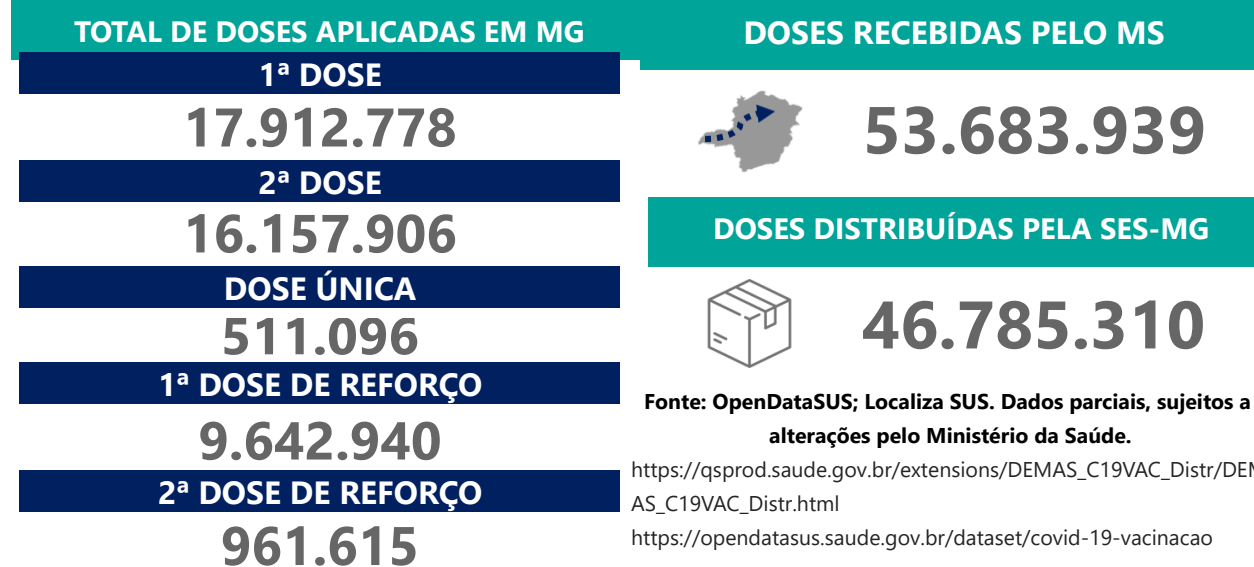 TOTAL DE DOSES APLICADAS EM MG
1ª DOSE
17.912.778
2ª DOSE
16.157.906
DOSE ÚNICA
511.096
1ª DOSE DE REFORÇO
9.642.940
2ª DOSE DE REFORÇO
961.615
DOSES RECEBIDAS PELO MS
53.683.939
DOSES DISTRIBUÍDAS PELA SES-MG
46.785.310
Fonte: OpenDataSUS; Localiza SUS. Dados parciais, sujeitos a
alterações pelo Ministério da Saúde.
https://qsprod.saude.gov.br/extensions/DEMAS_C19VAC_Distr/DEM
AS_C19VAC_Distr.html
https://opendatasus.saude.gov.br/dataset/covid-19-vacinacao